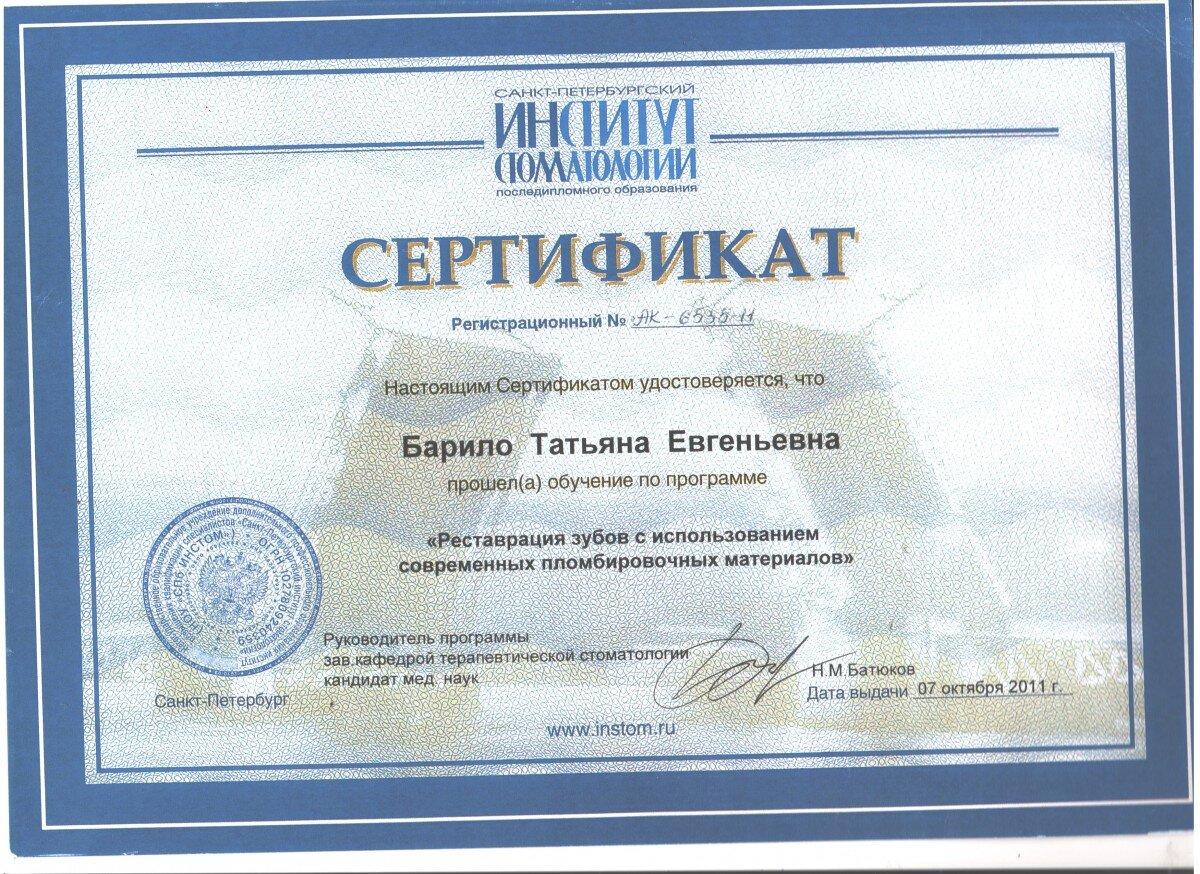 САНКТ-ПЕТЕРБУРГСКИЙ
ИНСТИТУТ
СТОМАТОЛОГИИ
последипломного образования
СЕРТИФИКАТ
Регистрационный № АК-6535-11
Настоящим Сертификатом удостоверяется, что
Барило Татьяна Евгеньевна
прошел(а) обучение по программе
«Реставрация зубов с использованием
современных пломбировочных материалов»
Руководитель программы
зав.кафедрой терапевтической стоматологии
кандидат мед наук
Н.М.Батюков
Дата выдачи 07 октября 2011 г.
Санкт-Петербург
www.instom.ru